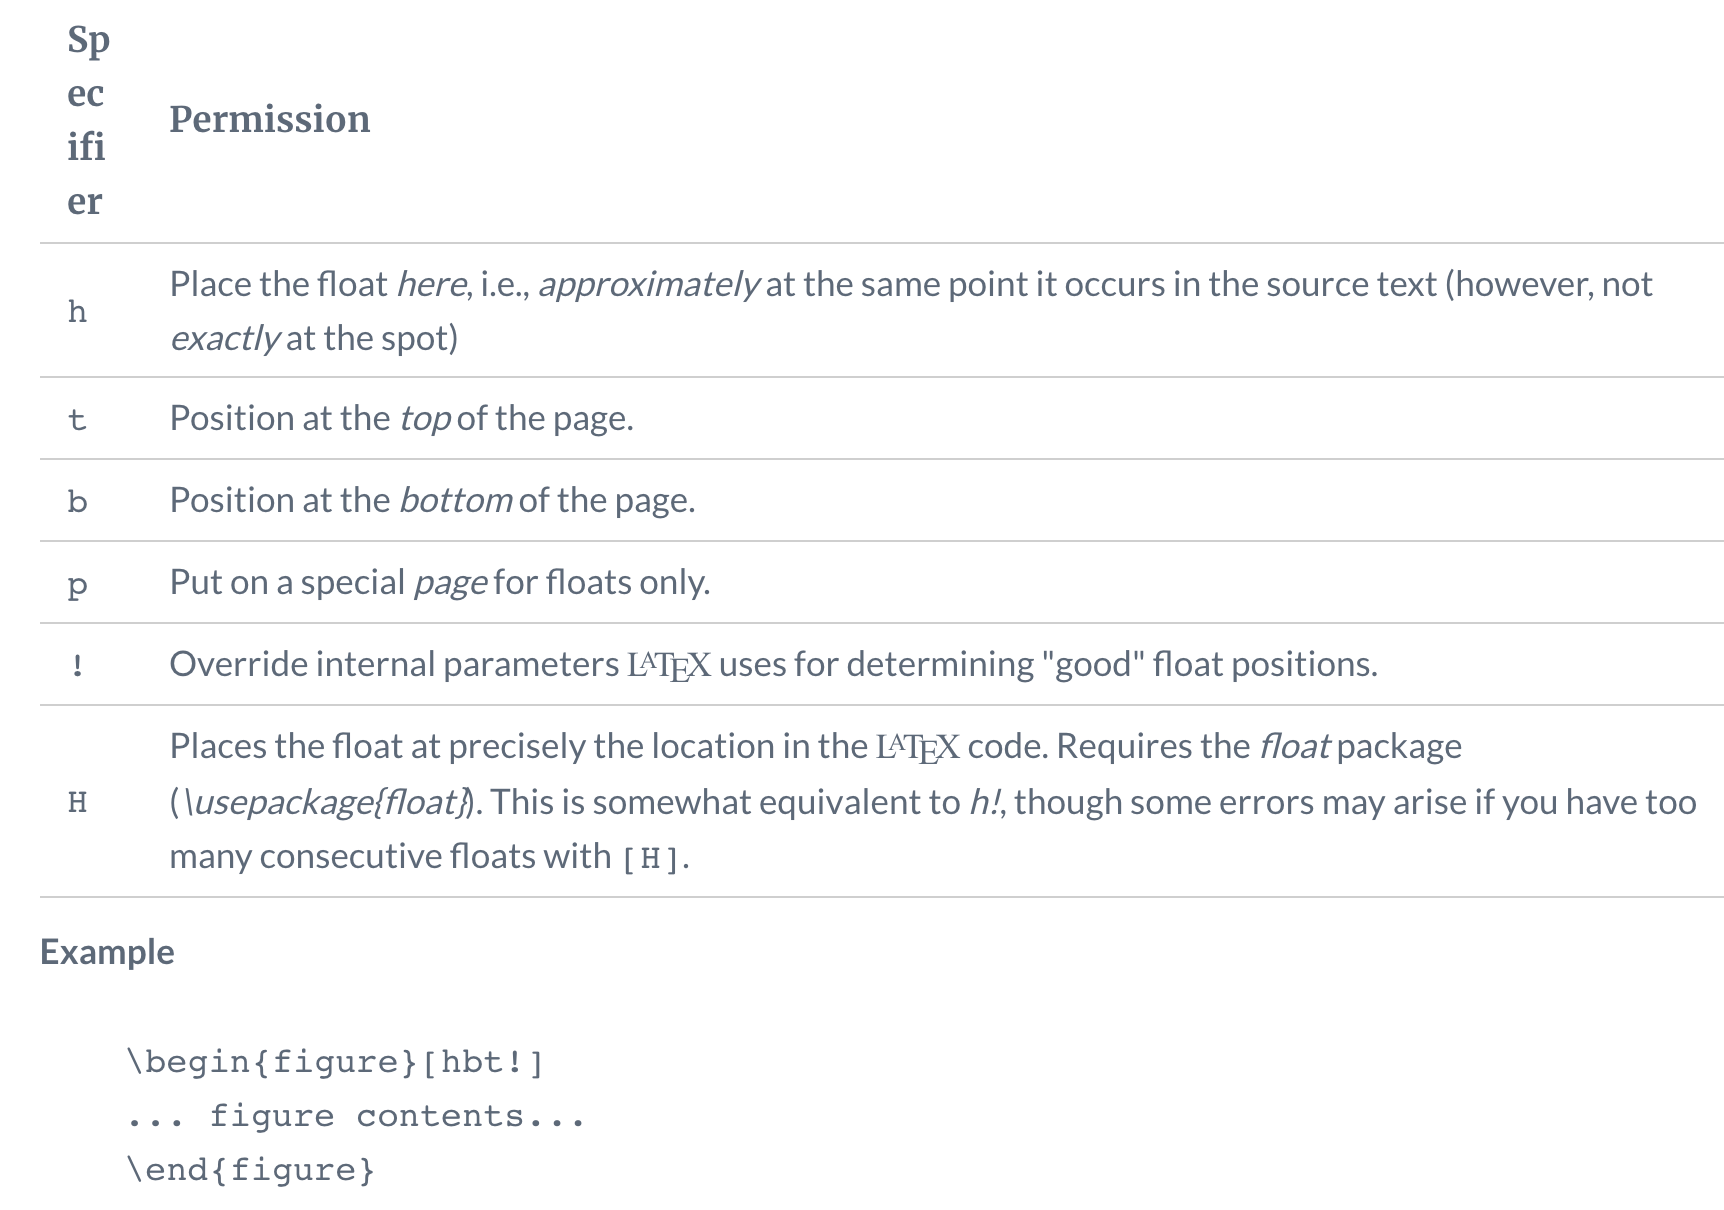 Sp
ec
ifi
er
Permission
h
Place the float here, i.e., approximately at the same point it occurs in the source text (however, not
exactly at the spot)
t
Position at the top of the page.
b
Position at the bottom of the page.
p
Put on a special page for floats only.
!
Override internal parameters LATEX uses for determining "good" float positions.
H
Places the float at precisely the location in the LATEX code. Requires the float package
(\usepackage{float}). This is somewhat equivalent to h!, though some errors may arise if you have too
many consecutive floats with [H].
Example
\begin{figure}[hbt!]
... figure contents...
\end{figure}